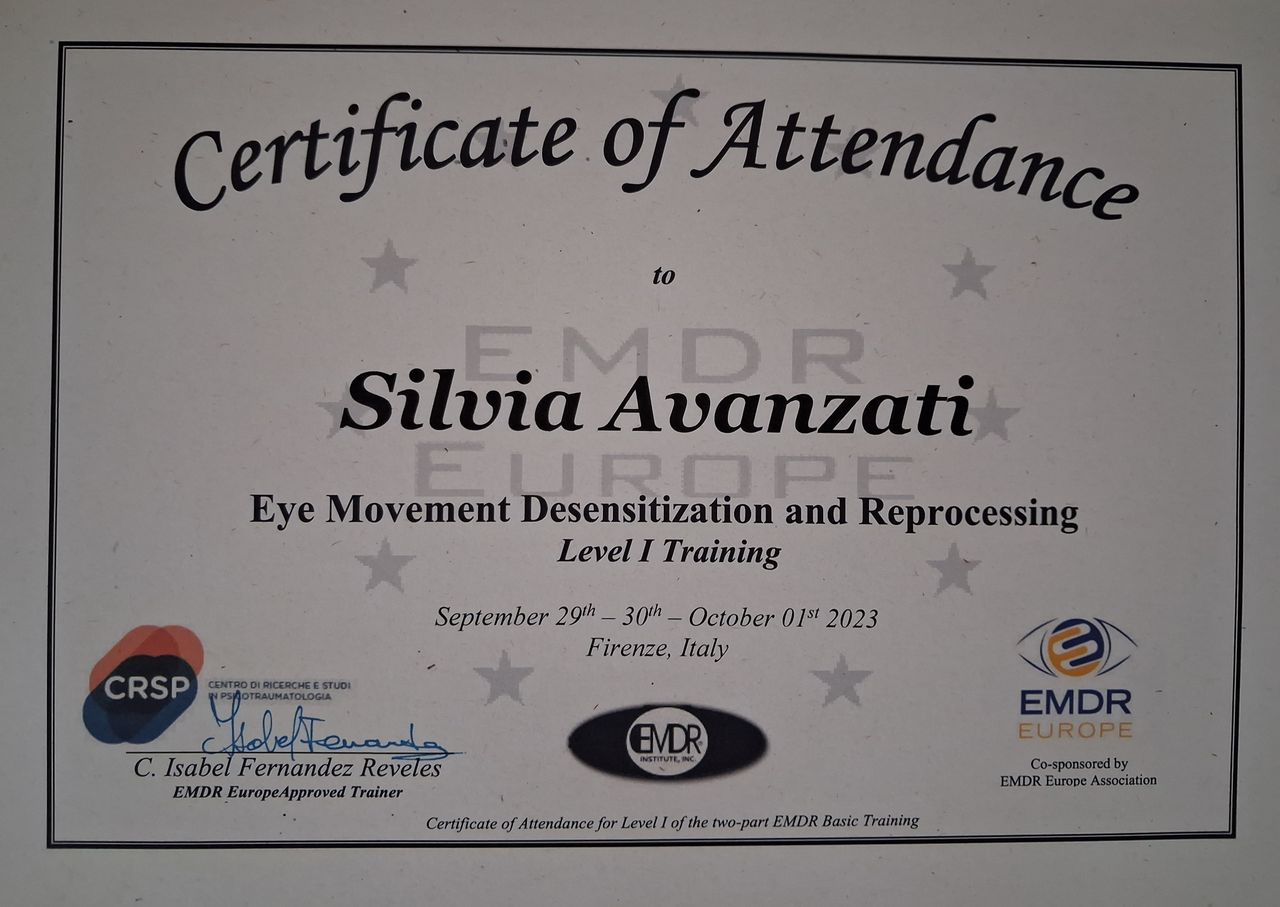 Certificate of Attendance
to
EMDR
Silvia Avanzati
EUROPE
Eye Movement Desensitization and Reprocessing
Level I Training
September 29th – 30th – October 01st 2023
Firenze, Italy
CRSP
CENTRO DI RICERCHE E STUDI
IN PSICOTRAUMATOLOGIA
Isabel Fernandez
C. Isabel Fernandez Reveles
EMDR EuropeApproved Trainer
EMDR
INSTITUTE, INC.
EMDR
EUROPE
Co-sponsored by
EMDR Europe Association
Certificate of Attendance for Level I of the two-part EMDR Basic Training